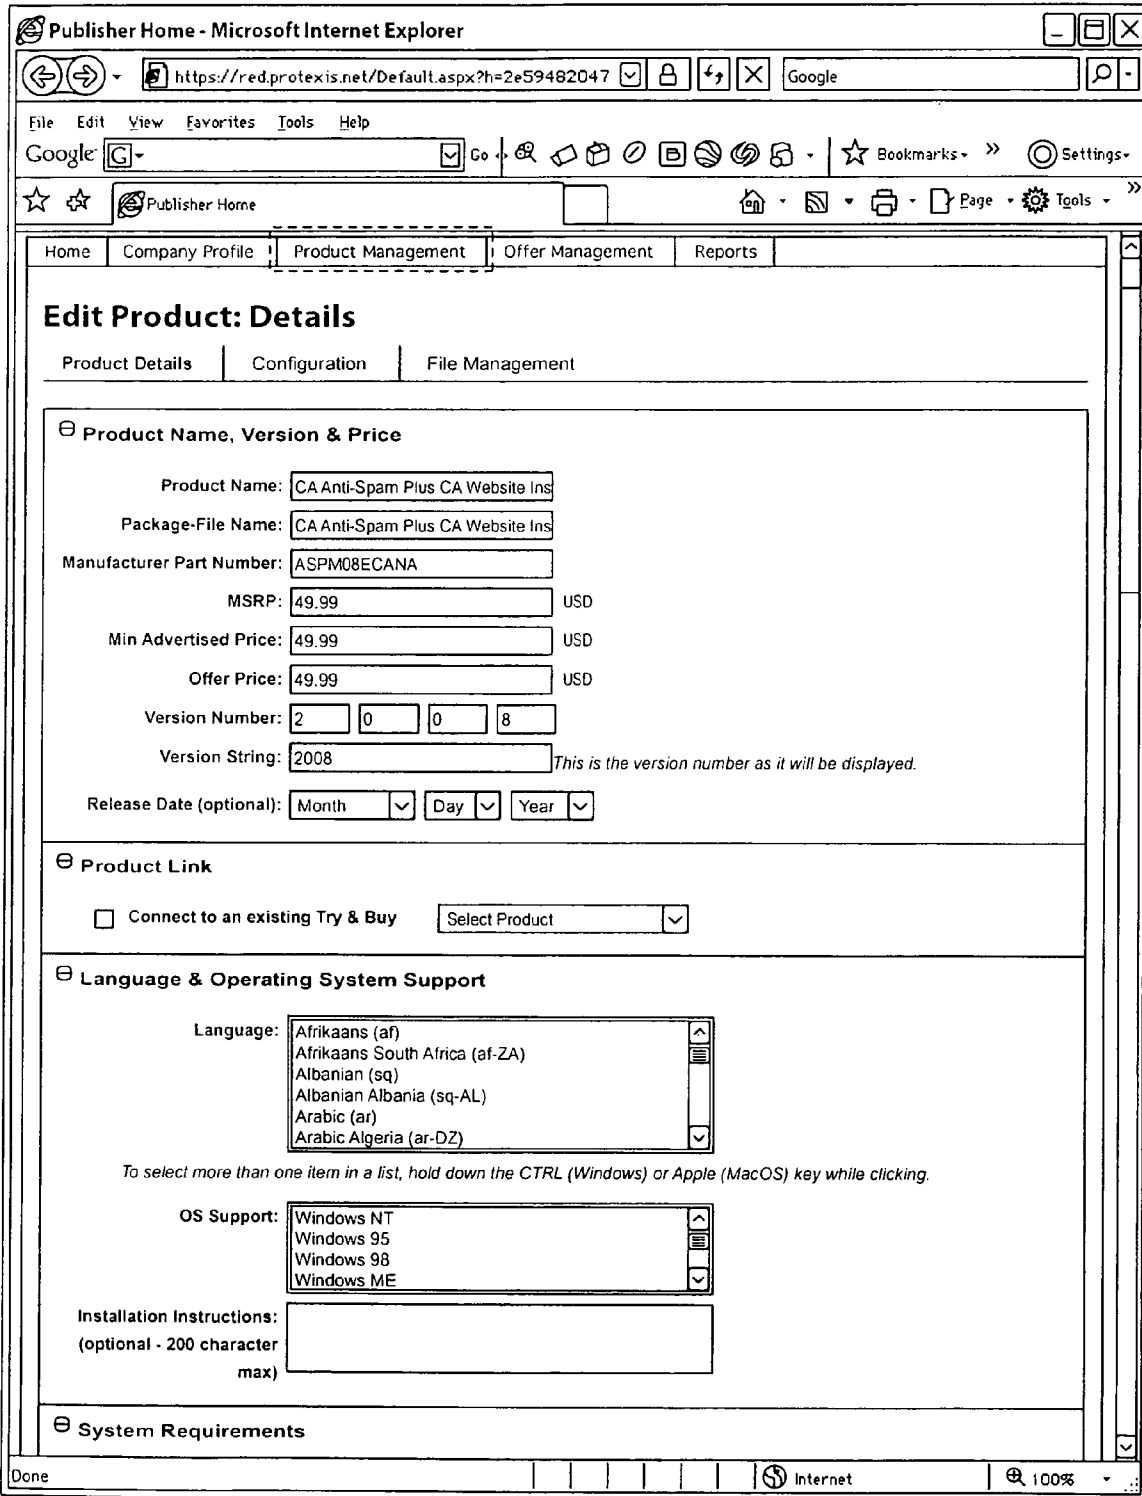 Publisher Home - Microsoft Internet Explorer
https://red.protexis.net/Default.aspx?h=2e59482047 Google
File Edit View Favorites Tools Help
Google G Go Bookmarks » Settings
Publisher Home Page Tools »
Home Company Profile Product Management Offer Management Reports
Edit Product: Details
Product Details Configuration File Management
Product Name, Version & Price
Product Name: CA Anti-Spam Plus CA Website Ins
Package-File Name: CA Anti-Spam Plus CA Website Ins
Manufacturer Part Number: ASPM08ECANA
MSRP: 49.99 USD
Min Advertised Price: 49.99 USD
Offer Price: 49.99 USD
Version Number: 2 0 0 8
Version String: 2008 This is the version number as it will be displayed.
Release Date (optional): Month Day Year
Product Link
Connect to an existing Try & Buy Select Product
Language & Operating System Support
Language: Afrikaans (af)
Afrikaans South Africa (af-ZA)
Albanian (sq)
Albanian Albania (sq-AL)
Arabic (ar)
Arabic Algeria (ar-DZ)
To select more than one item in a list, hold down the CTRL (Windows) or Apple (MacOS) key while clicking.
OS Support: Windows NT
Windows 95
Windows 98
Windows ME
Installation Instructions:
(optional - 200 character
max)
System Requirements
Done Internet 100%